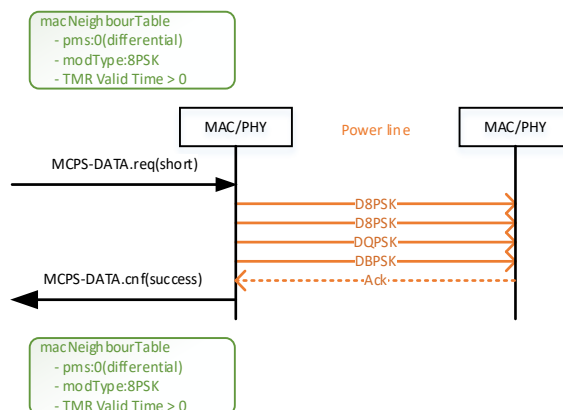 macNeighbourTable
- pms:0(differential)
- modType:8PSK
- TMR Valid Time > 0
MAC/PHY
Power line
MAC/PHY
MCPS-DATA.req(short)
D8PSK
D8PSK
DQPSK
DBPSK
MCPS-DATA.cnf(success)
Ack
macNeighbourTable
- pms:0(differential)
- modType:8PSK
- TMR Valid Time > 0